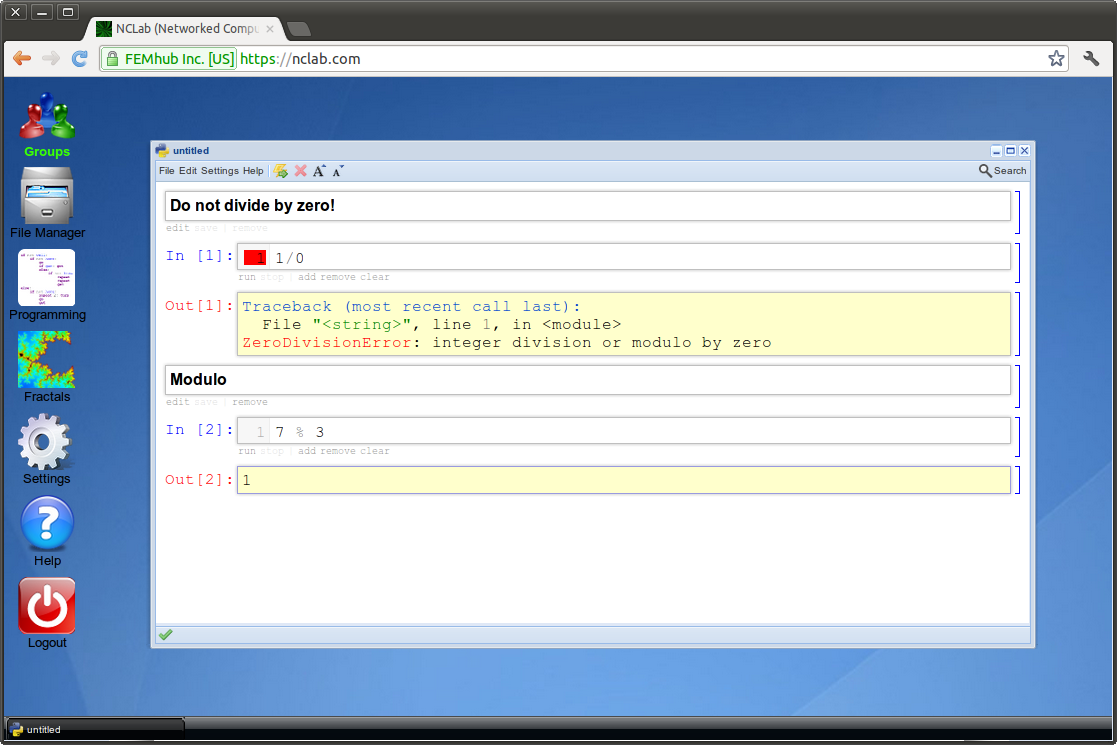 NCLab (Networked Compu
FEMhub Inc. [US] https://nclab.com
Groups
File Manager
Programming
Fractals
Settings
Help
Logout
untitled
File Edit Settings Help
Search
Do not divide by zero!
edit save | remove
In [1]: 1 1/0
run stop | add remove clear
Out[1]: Traceback (most recent call last):
File "<string>", line 1, in <module>
ZeroDivisionError: integer division or modulo by zero
Modulo
edit save | remove
In [2]: 1 7 % 3
run stop | add remove clear
Out[2]: 1
untitled